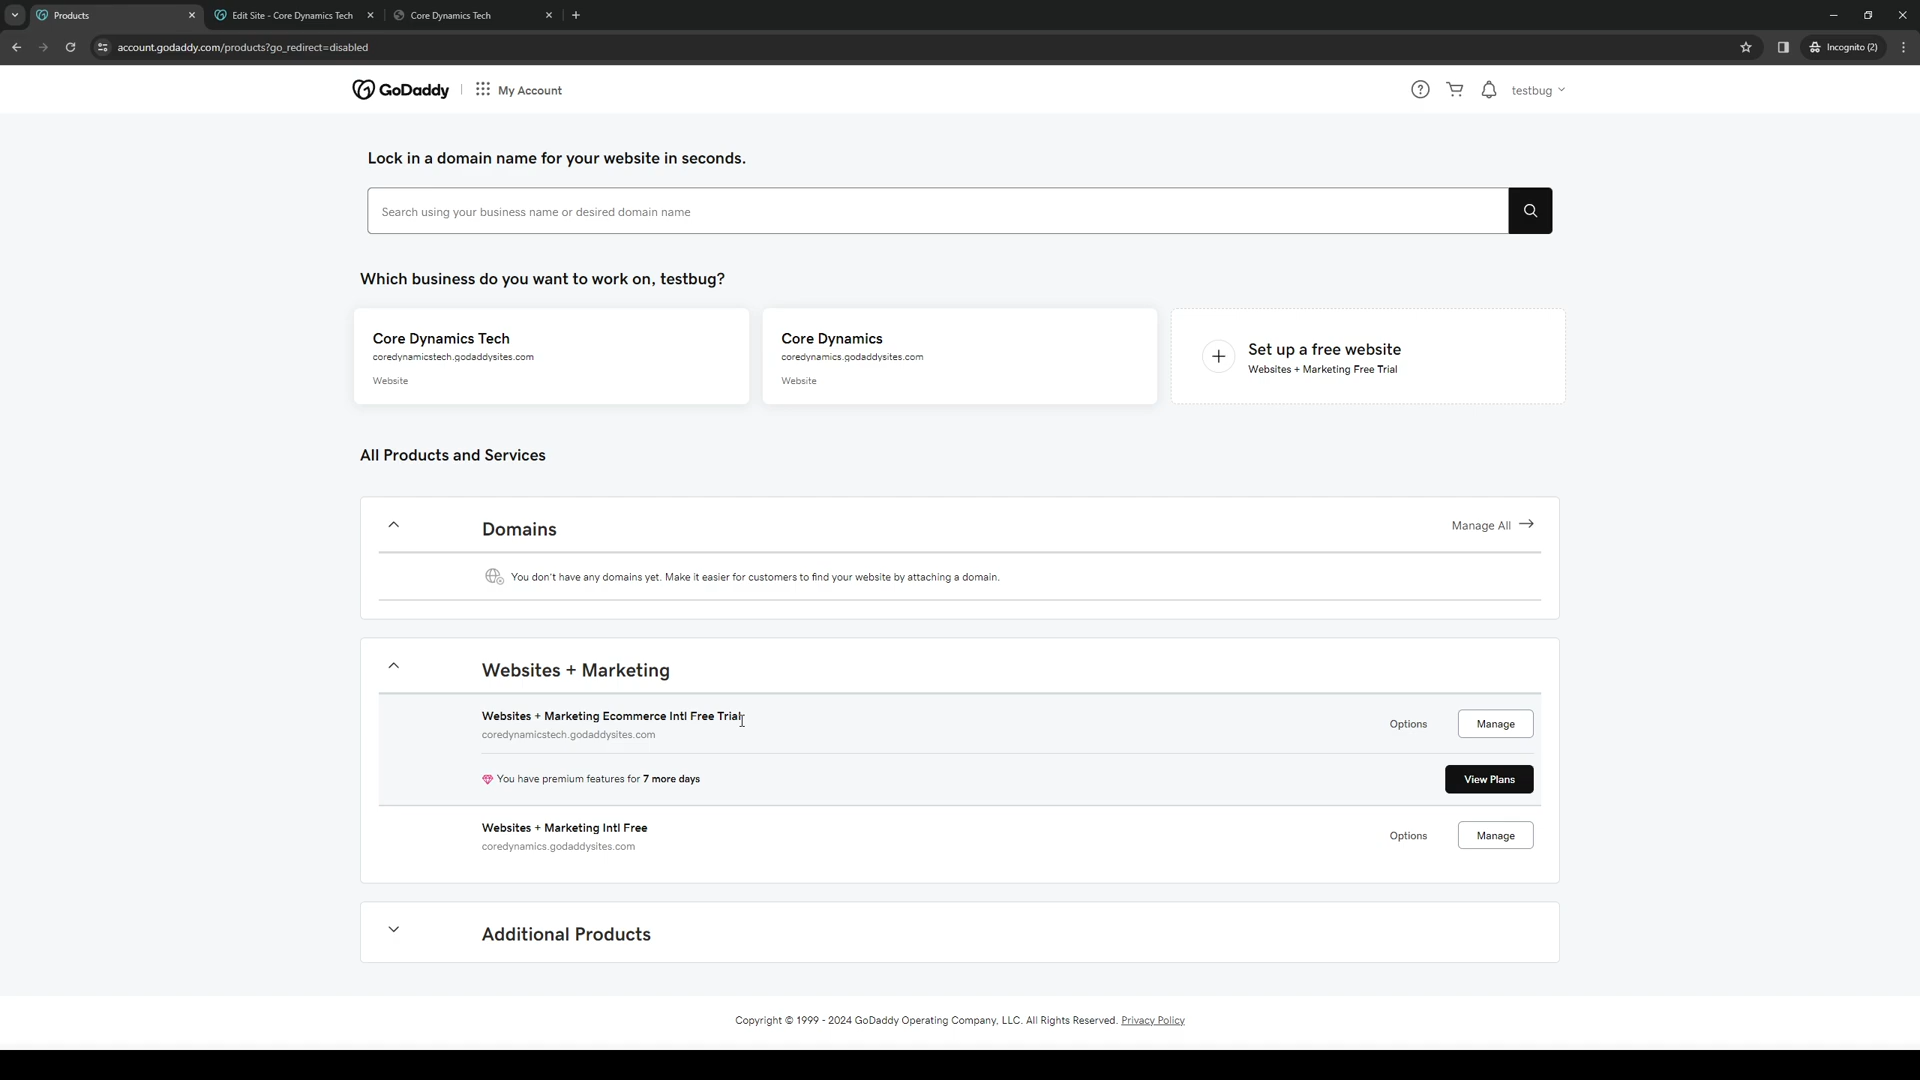 Products
Edit Site - Core Dynamics Tech
Core Dynamics Tech
account.godaddy.com/products?go_redirect=disabled
Incognito (2)
GoDaddy
My Account
testbug
Lock in a domain name for your website in seconds.
Search using your business name or desired domain name
Which business do you want to work on, testbug?
Core Dynamics Tech
coredynamicstech.godaddysites.com
Website
Core Dynamics
coredynamics.godaddysites.com
Website
Set up a free website
Websites + Marketing Free Trial
All Products and Services
Domains
Manage All
You don't have any domains yet. Make it easier for customers to find your website by attaching a domain.
Websites + Marketing
Websites + Marketing Ecommerce Intl Free Trial
coredynamicstech.godaddysites.com
Options
Manage
You have premium features for 7 more days
View Plans
Websites + Marketing Intl Free
coredynamics.godaddysites.com
Options
Manage
Additional Products
Copyright © 1999 - 2024 GoDaddy Operating Company, LLC. All Rights Reserved. Privacy Policy